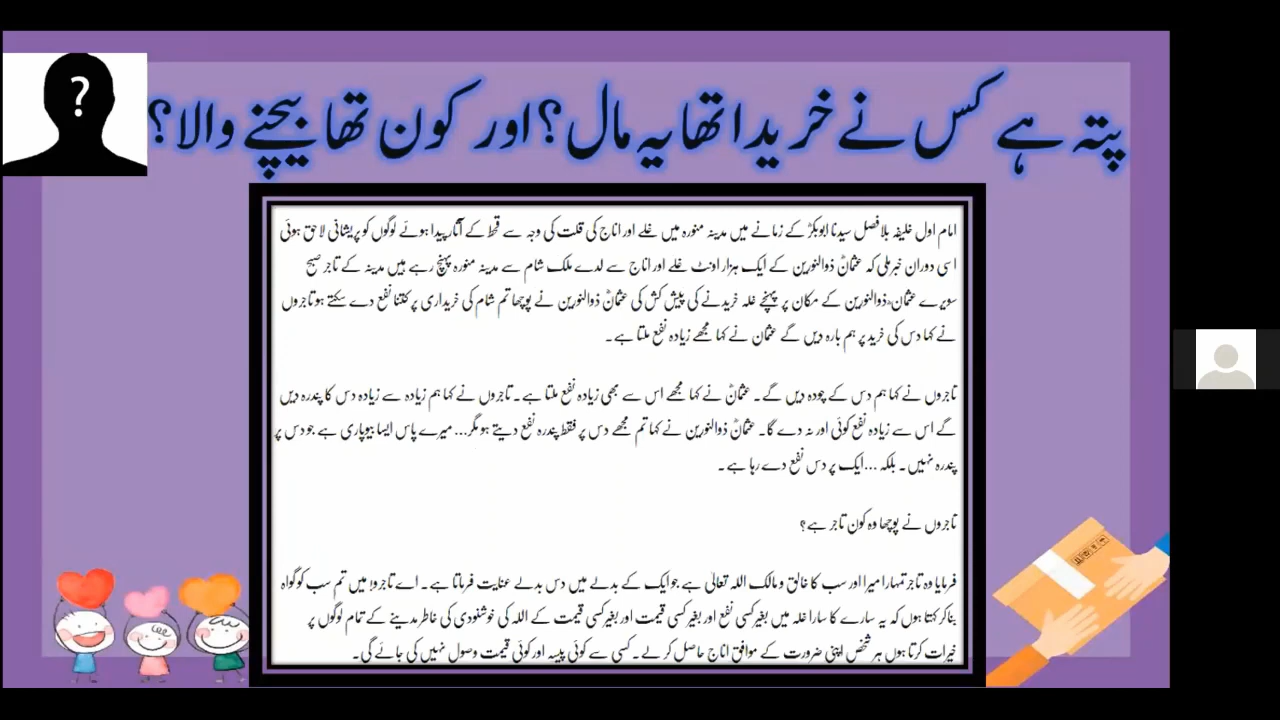 پتہ ہے کس نے خریدا تھا یہ مال؟ اور کون تھا بیچنے والا؟
?
امام اول خلیفہ بلافصل سیدنا ابوبکرؓ کے زمانے میں مدینہ منورہ میں غلے اور اناج کی قلت کی وجہ سے قحط کے آثار پیدا ہوئے لوگوں کو پریشانی لاحق ہوئی
اسی دوران خبر ملی کہ عثمانؓ ذوالنورین کے ایک ہزار اونٹ غلے اور اناج سے لدے ملک شام سے مدینہ منورہ پہنچ رہے ہیں مدینہ کے تاجر صبح
سویرے عثمانؓ ذوالنورین کے مکان پر پہنچے غلہ خریدنے کی پیش کش کی عثمانؓ ذوالنورین نے پوچھا تم شام کی خریداری پر کتنا نفع دے سکتے ہو تاجروں
نے کہا دس کی خرید پر ہم بارہ دیں گے عثمان نے کہا مجھے زیادہ نفع ملتا ہے۔
تاجروں نے کہا ہم دس کے چودہ دیں گے۔ عثمانؓ نے کہا مجھے اس سے بھی زیادہ نفع ملتا ہے۔ تاجروں نے کہا ہم زیادہ سے زیادہ دس کا پندرہ دیں
گے اس سے زیادہ نفع کوئی اور نہ دے گا۔ عثمانؓ ذوالنورین نے کہا تم مجھے دس پر فقط پندرہ نفع دیتے ہو مگر... میرے پاس ایسا بیوپاری ہے جو دس پر
پندرہ نہیں۔ بلکہ ...ایک پر دس نفع دے رہا ہے۔
تاجروں نے پوچھا وہ کون تاجر ہے؟
فرمایا وہ تاجر تمہارا میرا اور سب کا خالق و مالک اللہ تعالیٰ ہے جو ایک کے بدلے میں دس بدلے عنایت فرماتا ہے۔ اے تاجرو! میں تم سب کو گواہ
بنا کر کہتا ہوں کہ یہ سارے کا سارا غلہ میں بغیر کسی نفع اور بغیر کسی قیمت اور بغیر کسی قیمت کے اللہ کی خوشنودی کی خاطر مدینے کے تمام لوگوں پر
خیرات کرتا ہوں ہر شخص اپنی ضرورت کے موافق اناج حاصل کر لے۔ کسی سے کوئی پیسہ اور کوئی قیمت وصول نہیں کی جائے گی۔